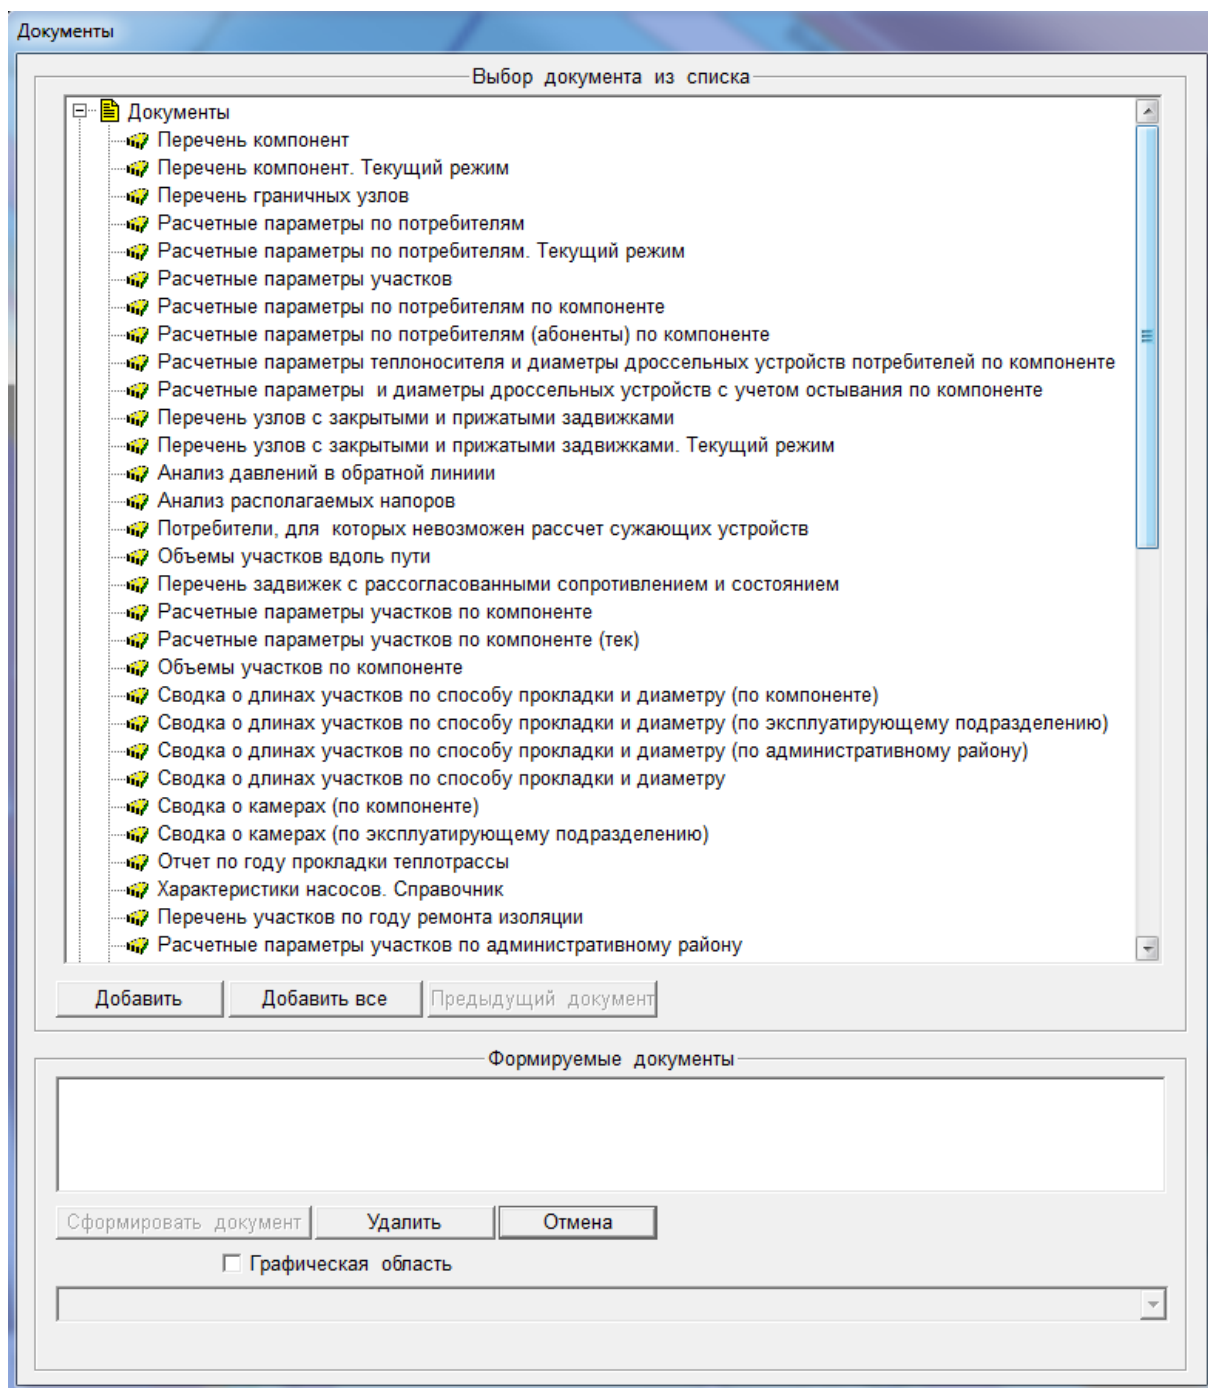 Документы
Выбор документа из списка
Документы
Перечень компонент
Перечень компонент. Текущий режим
Перечень граничных узлов
Расчетные параметры по потребителям
Расчетные параметры по потребителям. Текущий режим
Расчетные параметры участков
Расчетные параметры по потребителям по компоненте
Расчетные параметры по потребителям (абоненты) по компоненте
Расчетные параметры теплоносителя и диаметры дроссельных устройств потребителей по компоненте
Расчетные параметры и диаметры дроссельных устройств с учетом остывания по компоненте
Перечень узлов с закрытыми и прижатыми задвижками
Перечень узлов с закрытыми и прижатыми задвижками. Текущий режим
Анализ давлений в обратной линиии
Анализ располагаемых напоров
Потребители, для которых невозможен рассчет сужающих устройств
Объемы участков вдоль пути
Перечень задвижек с рассогласованными сопротивлением и состоянием
Расчетные параметры участков по компоненте
Расчетные параметры участков по компоненте (тек)
Объемы участков по компоненте
Сводка о длинах участков по способу прокладки и диаметру (по компоненте)
Сводка о длинах участков по способу прокладки и диаметру (по эксплуатирующему подразделению)
Сводка о длинах участков по способу прокладки и диаметру (по административному району)
Сводка о длинах участков по способу прокладки и диаметру
Сводка о камерах (по компоненте)
Сводка о камерах (по эксплуатирующему подразделению)
Отчет по году прокладки теплотрассы
Характеристики насосов. Справочник
Перечень участков по году ремонта изоляции
Расчетные параметры участков по административному району
Добавить Добавить все Предыдущий документ
Формируемые документы
Сформировать документ Удалить Отмена
Графическая область